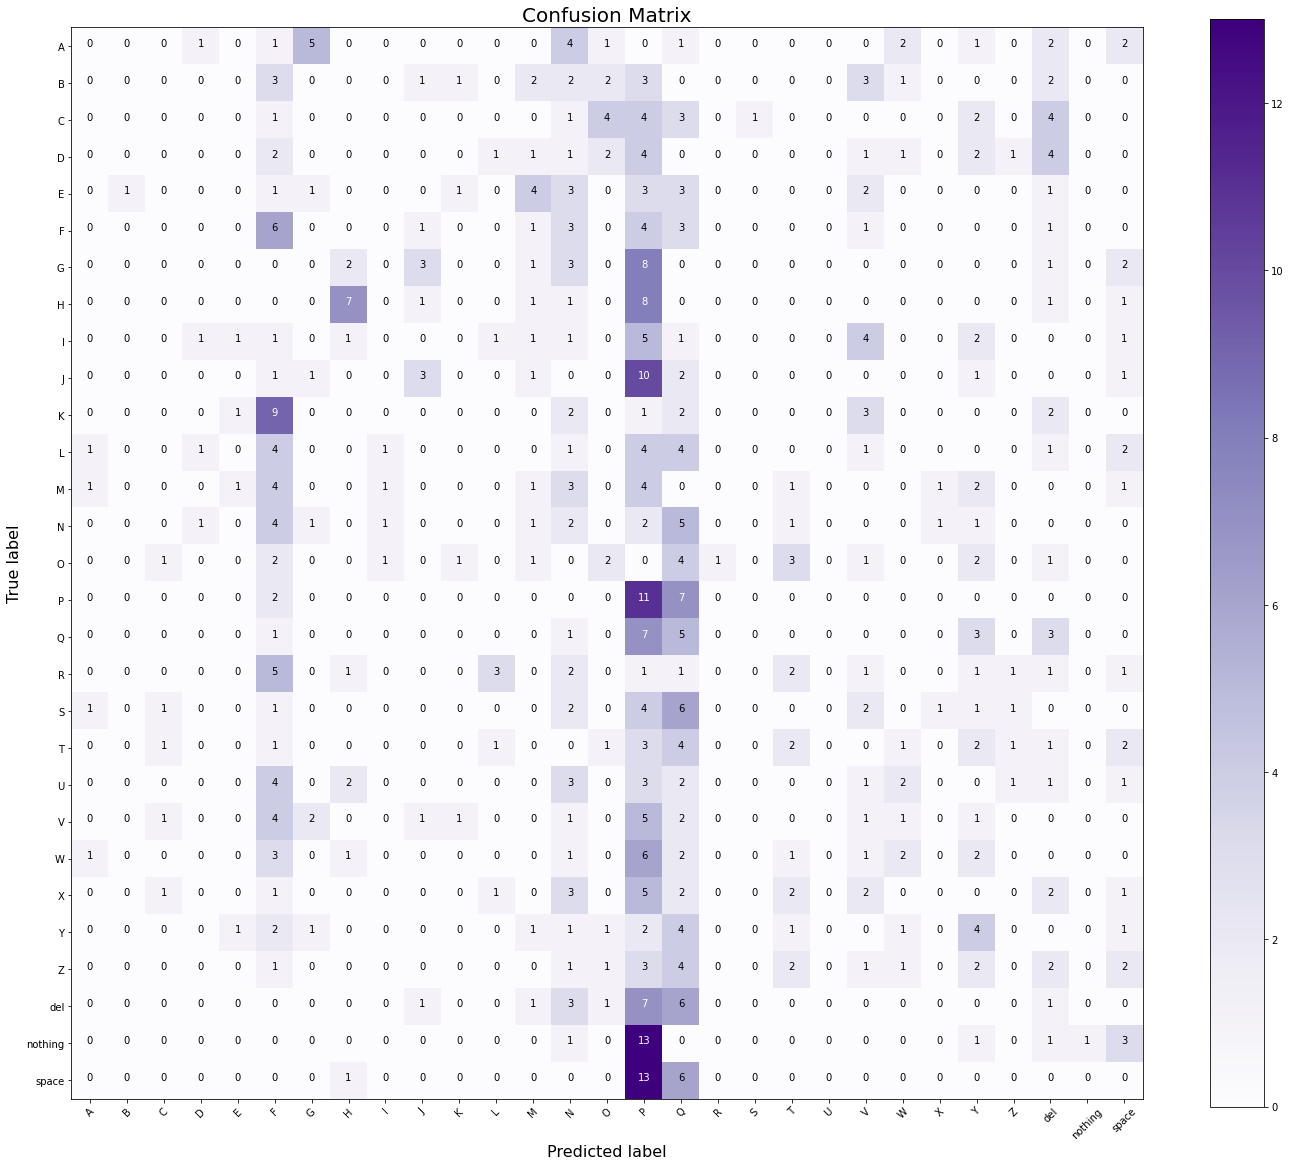 Confusion Matrix
True label
A 0 0 0 1 0 1 5 0 0 0 0 0 0 4 1 0 1 0 0 0 0 0 2 0 1 0 2 0 2
B 0 0 0 0 0 3 0 0 0 1 1 0 2 2 2 3 0 0 0 0 0 3 1 0 0 0 2 0 0
C 0 0 0 0 0 1 0 0 0 0 0 0 0 1 4 4 3 0 1 0 0 0 0 0 2 0 4 0 0
D 0 0 0 0 0 2 0 0 0 0 0 1 1 1 2 4 0 0 0 0 0 1 1 0 2 1 4 0 0
E 0 1 0 0 0 1 1 0 0 0 1 0 4 3 0 3 3 0 0 0 0 2 0 0 0 0 1 0 0
F 0 0 0 0 0 6 0 0 0 1 0 0 1 3 0 4 3 0 0 0 0 1 0 0 0 0 1 0 0
G 0 0 0 0 0 0 0 2 0 3 0 0 1 3 0 8 0 0 0 0 0 0 0 0 0 0 1 0 2
H 0 0 0 0 0 0 0 7 0 1 0 0 1 1 0 8 0 0 0 0 0 0 0 0 0 0 1 0 1
I 0 0 0 1 1 1 0 1 0 0 0 1 1 1 0 5 1 0 0 0 0 4 0 0 2 0 0 0 1
J 0 0 0 0 0 1 1 0 0 3 0 0 1 0 0 10 2 0 0 0 0 0 0 0 1 0 0 0 1
K 0 0 0 0 1 9 0 0 0 0 0 0 0 2 0 1 2 0 0 0 0 3 0 0 0 0 2 0 0
L 1 0 0 1 0 4 0 0 1 0 0 0 0 1 0 4 4 0 0 0 0 1 0 0 0 0 1 0 2
M 1 0 0 0 1 4 0 0 1 0 0 0 1 3 0 4 0 0 0 1 0 0 0 1 2 0 0 0 1
N 0 0 0 1 0 4 1 0 1 0 0 0 1 2 0 2 5 0 0 1 0 0 0 1 1 0 0 0 0
O 0 0 1 0 0 2 0 0 1 0 1 0 1 0 2 0 4 1 0 3 0 1 0 0 2 0 1 0 0
P 0 0 0 0 0 2 0 0 0 0 0 0 0 0 0 11 7 0 0 0 0 0 0 0 0 0 0 0 0
Q 0 0 0 0 0 1 0 0 0 0 0 0 0 1 0 7 5 0 0 0 0 0 0 0 3 0 3 0 0
R 0 0 0 0 0 5 0 1 0 0 0 3 0 2 0 1 1 0 0 2 0 1 0 0 1 1 1 0 1
S 1 0 1 0 0 1 0 0 0 0 0 0 0 2 0 4 6 0 0 0 0 2 0 1 1 1 0 0 0
T 0 0 1 0 0 1 0 0 0 0 0 1 0 0 1 3 4 0 0 2 0 0 1 0 2 1 1 0 2
U 0 0 0 0 0 4 0 2 0 0 0 0 0 3 0 3 2 0 0 0 0 1 2 0 0 1 1 0 1
V 0 0 1 0 0 4 2 0 0 1 1 0 0 1 0 5 2 0 0 0 0 1 1 0 1 0 0 0 0
W 1 0 0 0 0 3 0 1 0 0 0 0 0 1 0 6 2 0 0 1 0 1 2 0 2 0 0 0 0
X 0 0 1 0 0 1 0 0 0 0 0 1 0 3 0 5 2 0 0 2 0 2 0 0 0 0 2 0 1
Y 0 0 0 0 1 2 1 0 0 0 0 0 1 1 1 2 4 0 0 1 0 0 1 0 4 0 0 0 1
Z 0 0 0 0 0 1 0 0 0 0 0 0 0 1 1 3 4 0 0 2 0 1 1 0 2 0 2 0 2
del 0 0 0 0 0 0 0 0 0 1 0 0 1 3 1 7 6 0 0 0 0 0 0 0 0 0 1 0 0
nothing 0 0 0 0 0 0 0 0 0 0 0 0 0 1 0 13 0 0 0 0 0 0 0 0 1 0 1 1 3
space 0 0 0 0 0 0 0 1 0 0 0 0 0 0 0 13 6 0 0 0 0 0 0 0 0 0 0 0 0
A B C D E F G H I J K L M N O P Q R S T U V W X Y Z del nothing space
Predicted label
12
10
8
6
4
2
0